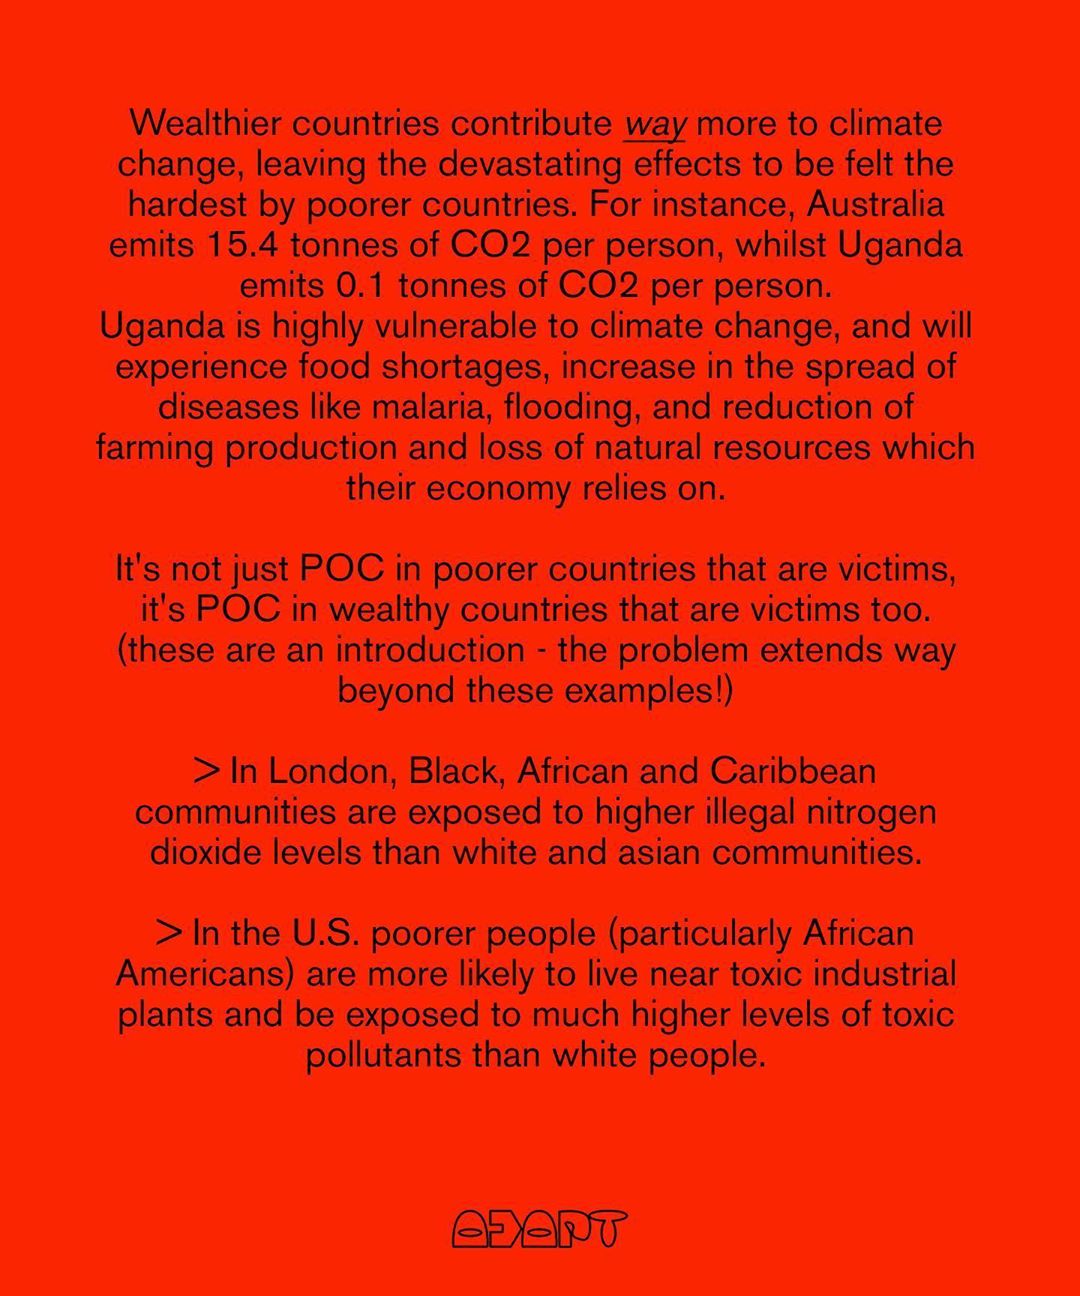 Wealthier countries contribute way more to climate
change, leaving the devastating effects to be felt the
hardest by poorer countries. For instance, Australia
emits 15.4 tonnes of CO2 per person, whilst Uganda
emits 0.1 tonnes of CO2 per person.
Uganda is highly vulnerable to climate change, and will
experience food shortages, increase in the spread of
diseases like malaria, flooding, and reduction of
farming production and loss of natural resources which
their economy relies on.
It's not just POC in poorer countries that are victims,
it's POC in wealthy countries that are victims too.
(these are an introduction - the problem extends way
beyond these examples!)
> In London, Black, African and Caribbean
communities are exposed to higher illegal nitrogen
dioxide levels than white and asian communities.
> In the U.S. poorer people (particularly African
Americans) are more likely to live near toxic industrial
plants and be exposed to much higher levels of toxic
pollutants than white people.
ADAPT